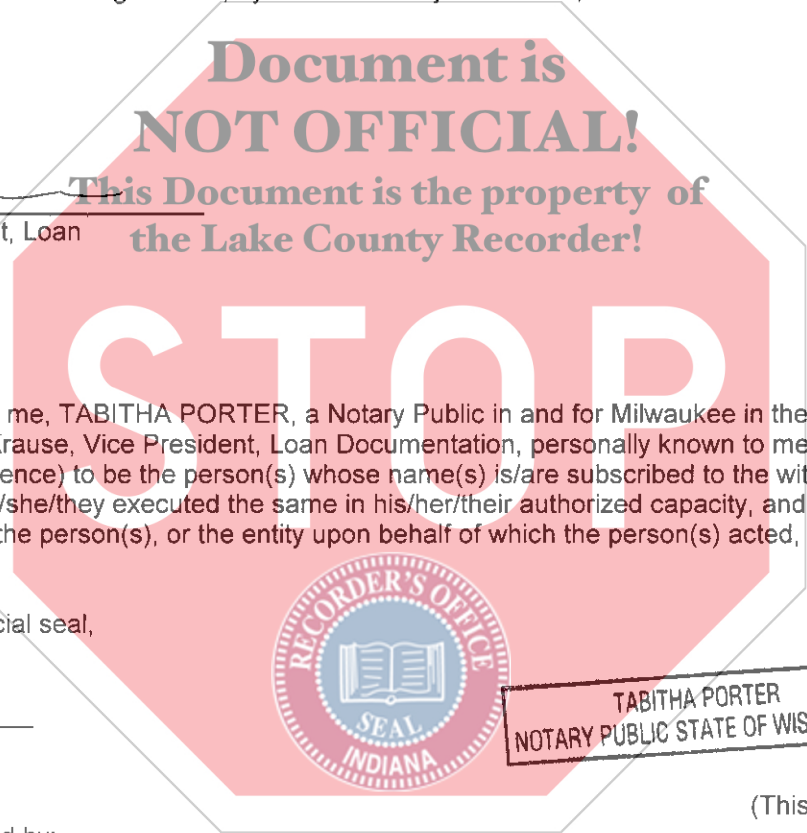 Document is
NOT OFFICIAL!
This Document is the property of
t, Loan
the Lake County Recorder!
STOP
me, TABITHA PORTER, a Notary Public in and for Milwaukee in the
Krause, Vice President, Loan Documentation, personally known to me
ence) to be the person(s) whose name(s) is/are subscribed to the wit
/she/they executed the same in his/her/their authorized capacity, and
the person(s), or the entity upon behalf of which the person(s) acted,
RECORDER'S OFFICE
SEAL
INDIANA
cial seal,
TABITHA PORTER
NOTARY PUBLIC STATE OF WIS
(This